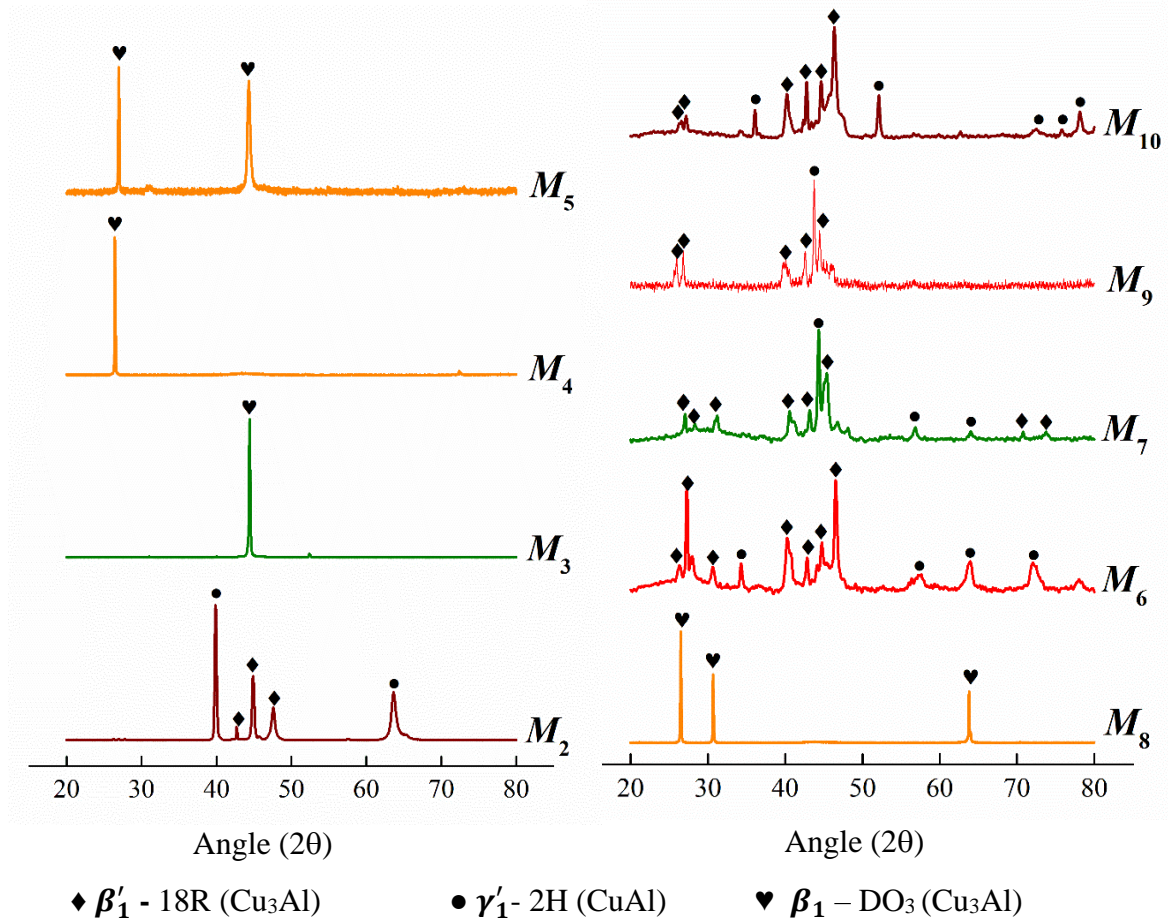 M5
M4
M3
M2
20 30 40 50 60 70 80
Angle (2θ)
M10
M9
M7
M6
M8
20 30 40 50 60 70 80
Angle (2θ)
♦ β′1 - 18R (Cu3Al) ● γ′1- 2H (CuAl) ♥ β1 – DO3 (Cu3Al)